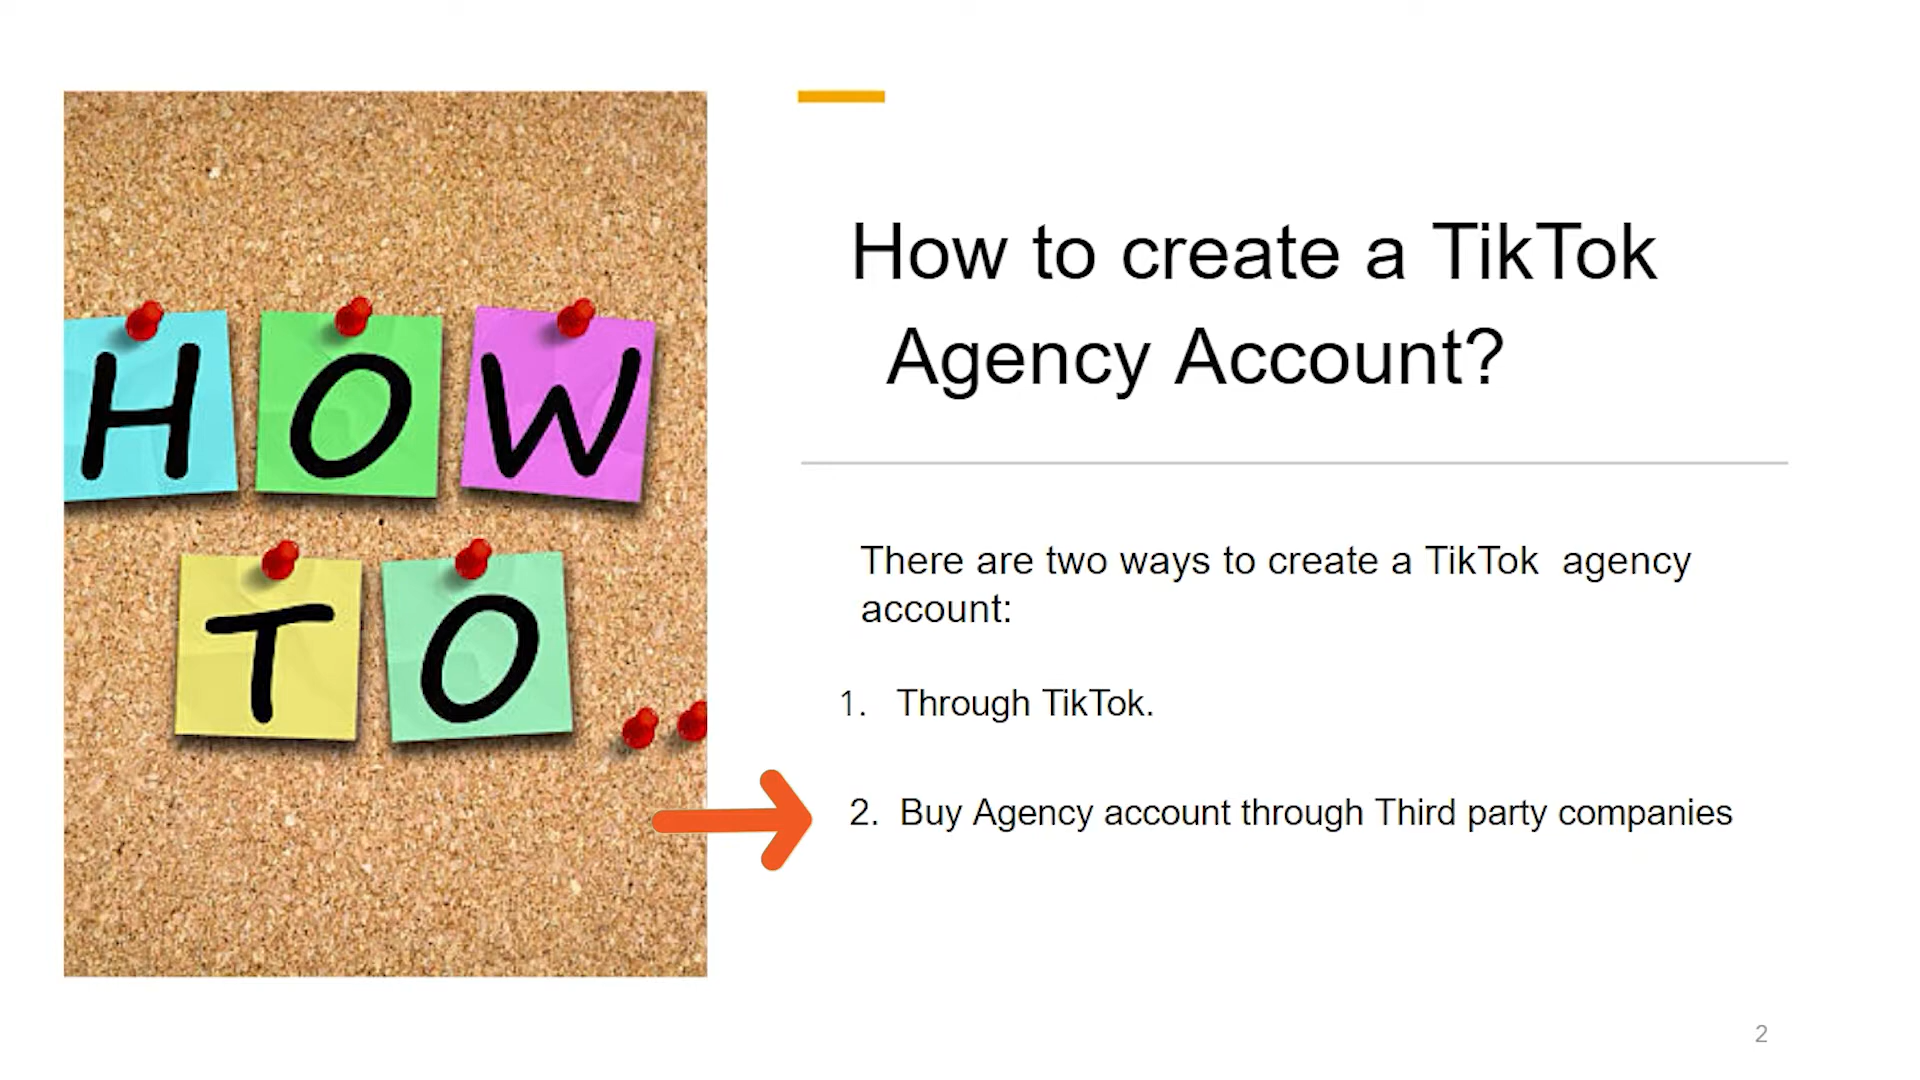 HOW
TO
How to create a TikTok
Agency Account?
There are two ways to create a TikTok agency
account:
1. Through TikTok.
2. Buy Agency account through Third party companies
2